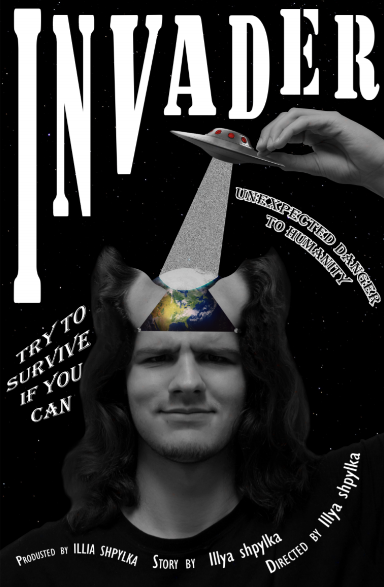 INVADER
UNEXPECTED DANGER
TO HUMANITY
TRY TO
SURVIVE
IF YOU
CAN
PRODUSTED BY ILLIA SHPYLKA STORY BY Illya shpylka DIRECTED BY Illya shpylka